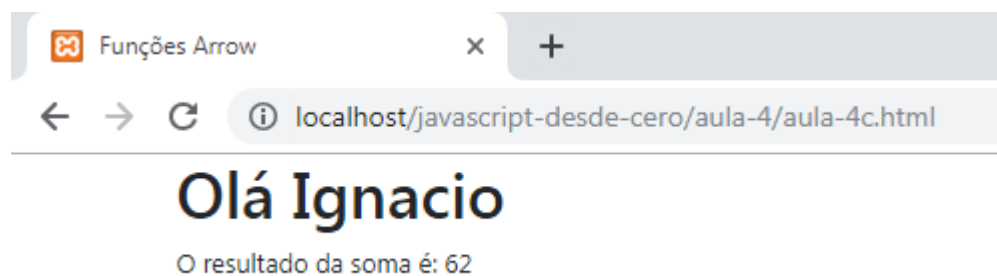 Funções Arrow
localhost/javascript-desde-cero/aula-4/aula-4c.html
Olá Ignacio
O resultado da soma é: 62